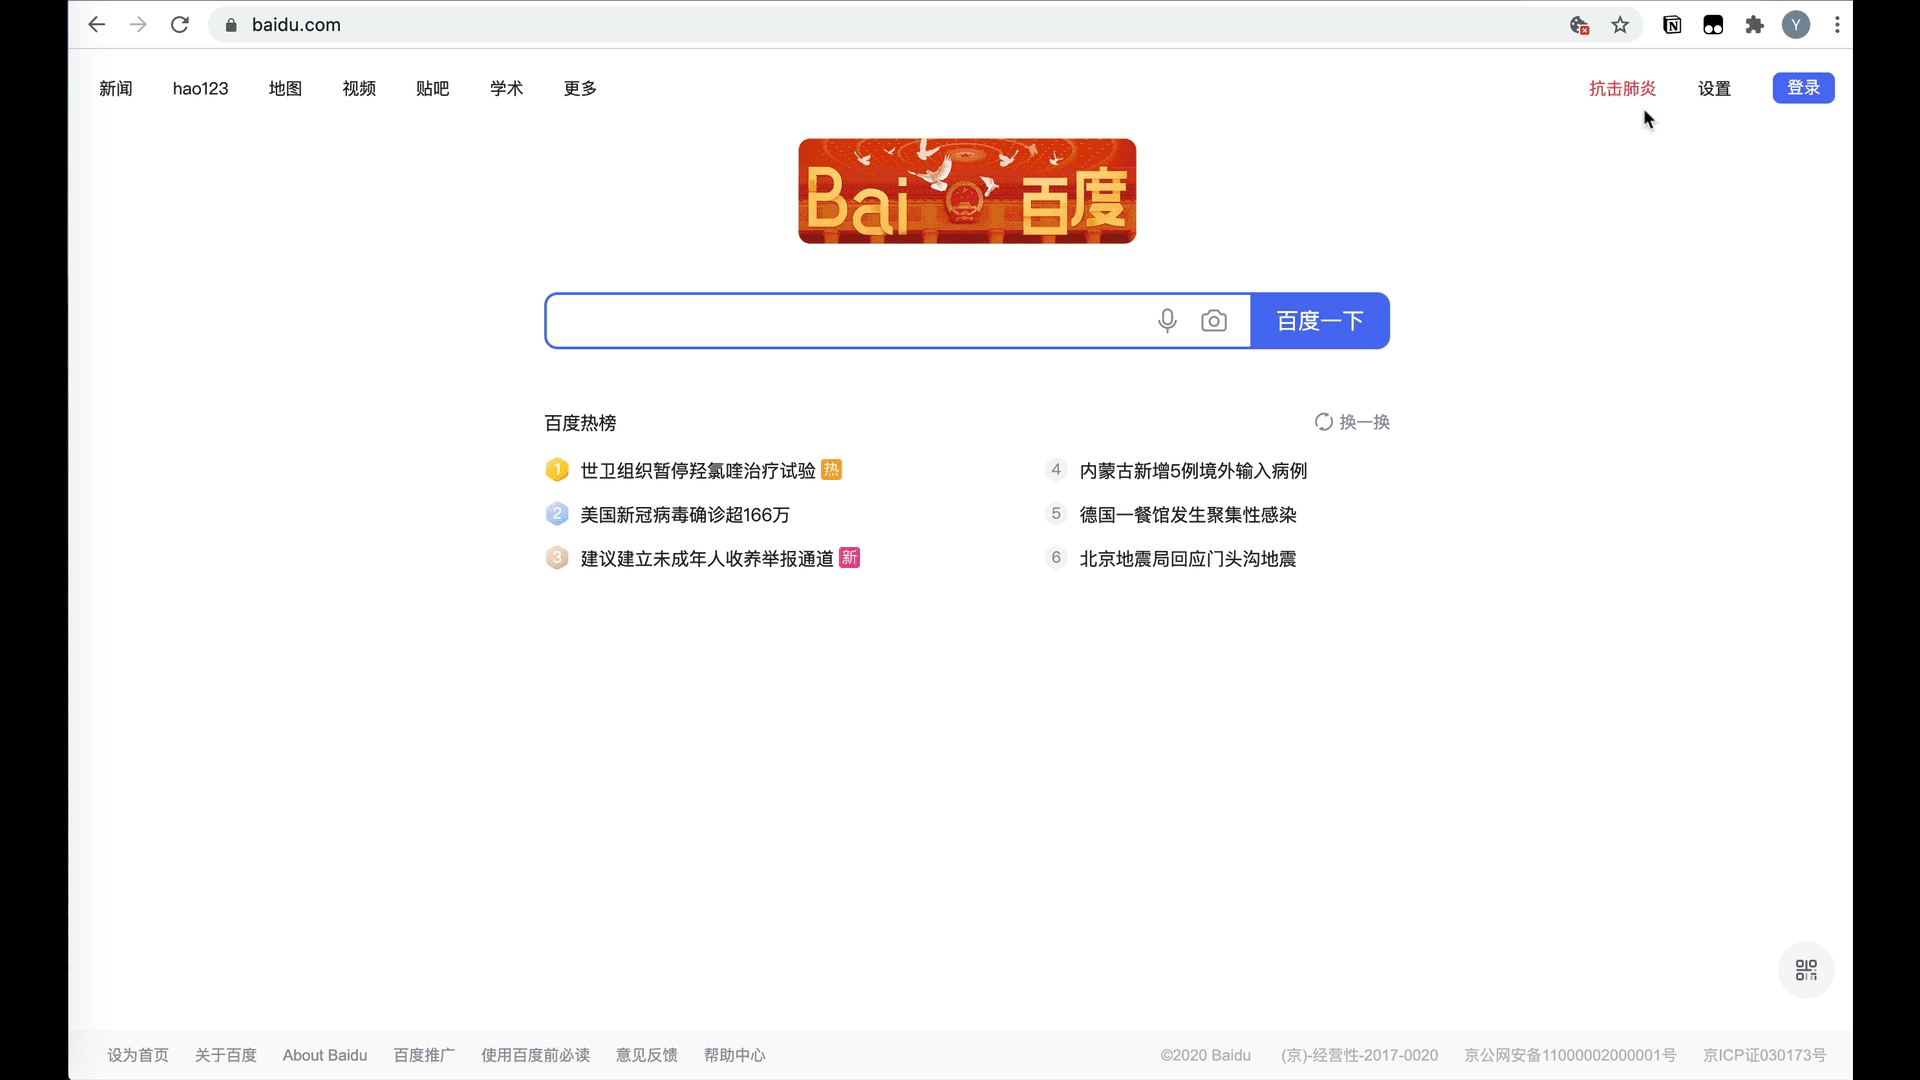 baidu.com
Y
新闻 hao123 地图 视频 贴吧 学术 更多 抗击肺炎 设置 登录
Bai 百度
百度一下
百度热榜 换一换
1 世卫组织暂停羟氯喹治疗试验 热
2 美国新冠病毒确诊超166万
3 建议建立未成年人收养举报通道 新
4 内蒙古新增5例境外输入病例
5 德国一餐馆发生聚集性感染
6 北京地震局回应门头沟地震
设为首页 关于百度 About Baidu 百度推广 使用百度前必读 意见反馈 帮助中心 ©2020 Baidu (京)-经营性-2017-0020 京公网安备11000002000001号 京ICP证030173号